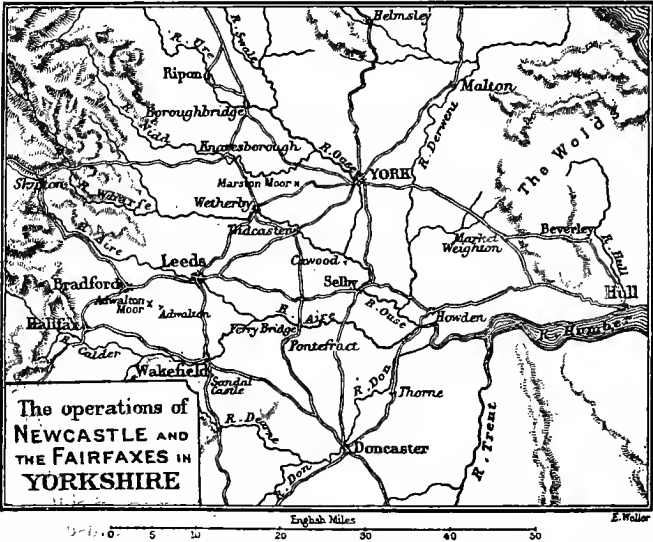 Helmsley
R. Ure
R. Swale
Ripon
Malton
Boroughbridge
R. Nidd
R. Derwent
The Wold
Knaresborough
R. Ouse
YORK
Skipton
Marston Moor ×
R. Wharfe
Wetherby
Tadcaster
Beverley
Market
Weighton
R. Hull
R. Aire
Leeds
Cawood
Bradford
Selby
Hull
Adwalton
Moor ×
Adwalton
R. Ouse
Howden
Halifax
R. Aire
Ferry Bridge
R. Humber
R. Calder
Pontefract
Wakefield
Sandal
Castle
R. Don
Thorne
The operations of
NEWCASTLE AND
THE FAIRFAXES IN
YORKSHIRE
R. Trent
Doncaster
R. Don
English Miles
E. Weller
0 5 10 20 30 40 50